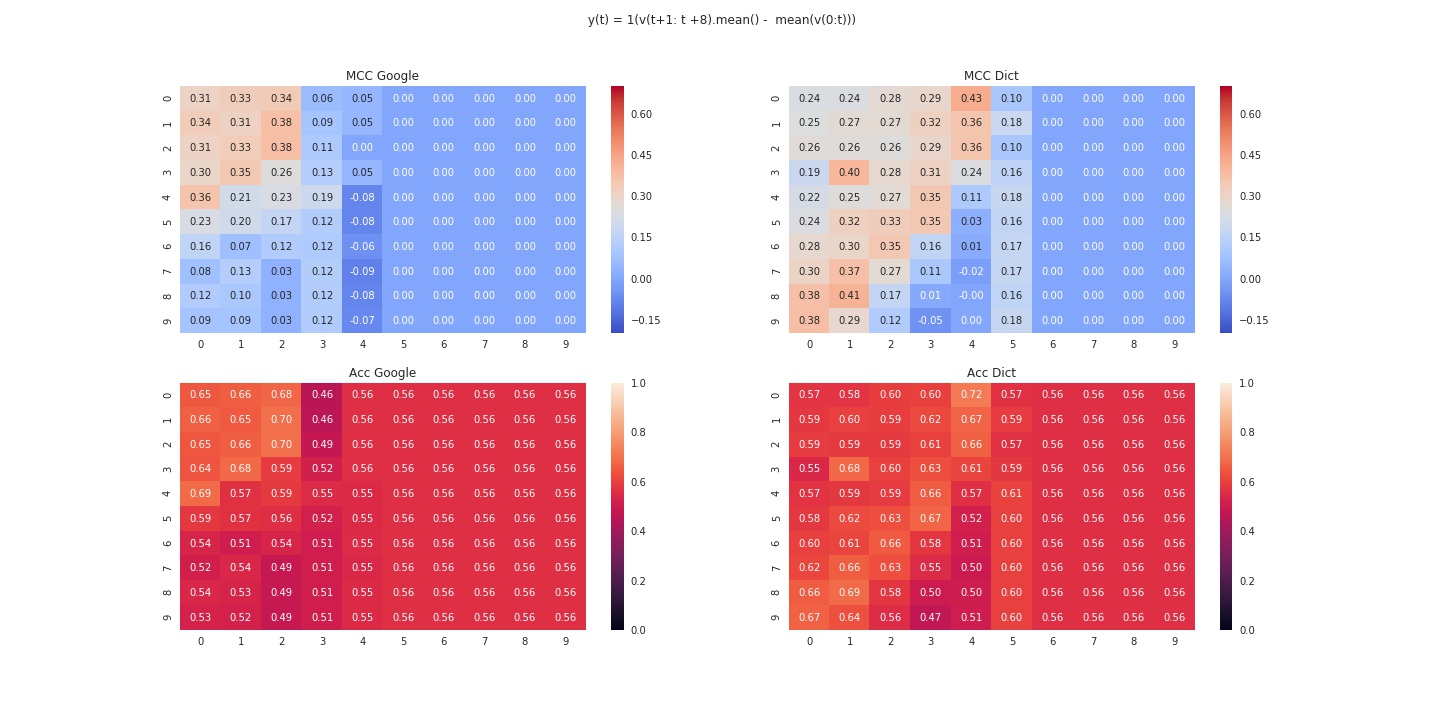 y(t) = 1(v(t+1: t +8).mean() -  mean(v(0:t)))
MCC Google
0 0.31 0.33 0.34 0.06 0.05 0.00 0.00 0.00 0.00 0.00
1 0.34 0.31 0.38 0.09 0.05 0.00 0.00 0.00 0.00 0.00
2 0.31 0.33 0.38 0.11 0.00 0.00 0.00 0.00 0.00 0.00
3 0.30 0.35 0.26 0.13 0.05 0.00 0.00 0.00 0.00 0.00
4 0.36 0.21 0.23 0.19 -0.08 0.00 0.00 0.00 0.00 0.00
5 0.23 0.20 0.17 0.12 -0.08 0.00 0.00 0.00 0.00 0.00
6 0.16 0.07 0.12 0.12 -0.06 0.00 0.00 0.00 0.00 0.00
7 0.08 0.13 0.03 0.12 -0.09 0.00 0.00 0.00 0.00 0.00
8 0.12 0.10 0.03 0.12 -0.08 0.00 0.00 0.00 0.00 0.00
9 0.09 0.09 0.03 0.12 -0.07 0.00 0.00 0.00 0.00 0.00
0 1 2 3 4 5 6 7 8 9
0.60
0.45
0.30
0.15
0.00
−0.15
MCC Dict
0 0.24 0.24 0.28 0.29 0.43 0.10 0.00 0.00 0.00 0.00
1 0.25 0.27 0.27 0.32 0.36 0.18 0.00 0.00 0.00 0.00
2 0.26 0.26 0.26 0.29 0.36 0.10 0.00 0.00 0.00 0.00
3 0.19 0.40 0.28 0.31 0.24 0.16 0.00 0.00 0.00 0.00
4 0.22 0.25 0.27 0.35 0.11 0.18 0.00 0.00 0.00 0.00
5 0.24 0.32 0.33 0.35 0.03 0.16 0.00 0.00 0.00 0.00
6 0.28 0.30 0.35 0.16 0.01 0.17 0.00 0.00 0.00 0.00
7 0.30 0.37 0.27 0.11 -0.02 0.17 0.00 0.00 0.00 0.00
8 0.38 0.41 0.17 0.01 -0.00 0.16 0.00 0.00 0.00 0.00
9 0.38 0.29 0.12 -0.05 0.00 0.18 0.00 0.00 0.00 0.00
0 1 2 3 4 5 6 7 8 9
0.60
0.45
0.30
0.15
0.00
−0.15
Acc Google
0 0.65 0.66 0.68 0.46 0.56 0.56 0.56 0.56 0.56 0.56
1 0.66 0.65 0.70 0.46 0.56 0.56 0.56 0.56 0.56 0.56
2 0.65 0.66 0.70 0.49 0.56 0.56 0.56 0.56 0.56 0.56
3 0.64 0.68 0.59 0.52 0.56 0.56 0.56 0.56 0.56 0.56
4 0.69 0.57 0.59 0.55 0.55 0.56 0.56 0.56 0.56 0.56
5 0.59 0.57 0.56 0.52 0.55 0.56 0.56 0.56 0.56 0.56
6 0.54 0.51 0.54 0.51 0.55 0.56 0.56 0.56 0.56 0.56
7 0.52 0.54 0.49 0.51 0.55 0.56 0.56 0.56 0.56 0.56
8 0.54 0.53 0.49 0.51 0.55 0.56 0.56 0.56 0.56 0.56
9 0.53 0.52 0.49 0.51 0.55 0.56 0.56 0.56 0.56 0.56
0 1 2 3 4 5 6 7 8 9
1.0
0.8
0.6
0.4
0.2
0.0
Acc Dict
0 0.57 0.58 0.60 0.60 0.72 0.57 0.56 0.56 0.56 0.56
1 0.59 0.60 0.59 0.62 0.67 0.59 0.56 0.56 0.56 0.56
2 0.59 0.59 0.59 0.61 0.66 0.57 0.56 0.56 0.56 0.56
3 0.55 0.68 0.60 0.63 0.61 0.59 0.56 0.56 0.56 0.56
4 0.57 0.59 0.59 0.66 0.57 0.61 0.56 0.56 0.56 0.56
5 0.58 0.62 0.63 0.67 0.52 0.60 0.56 0.56 0.56 0.56
6 0.60 0.61 0.66 0.58 0.51 0.60 0.56 0.56 0.56 0.56
7 0.62 0.66 0.63 0.55 0.50 0.60 0.56 0.56 0.56 0.56
8 0.66 0.69 0.58 0.50 0.50 0.60 0.56 0.56 0.56 0.56
9 0.67 0.64 0.56 0.47 0.51 0.60 0.56 0.56 0.56 0.56
0 1 2 3 4 5 6 7 8 9
1.0
0.8
0.6
0.4
0.2
0.0